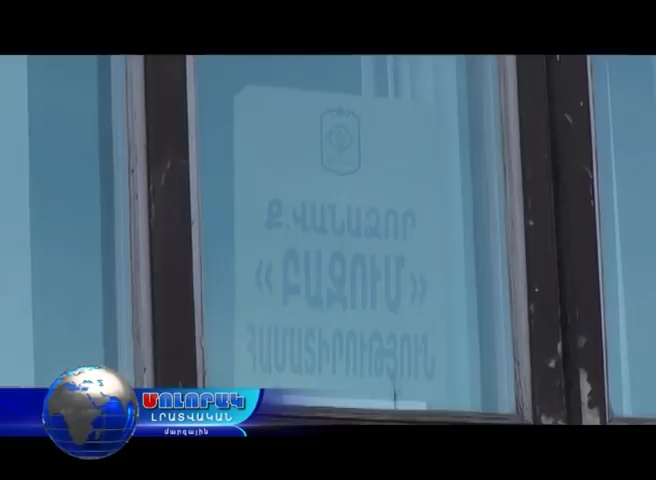 Ք.ՎԱՆԱՁՈՐ
« ԲԱԶՈՒՄ »
ՀԱՄԱՏԻՐՈՒԹՅՈՒՆ
ՄՈԼՈՐԱԿ
ԼՐԱՏՎԱԿԱՆ
մարզային